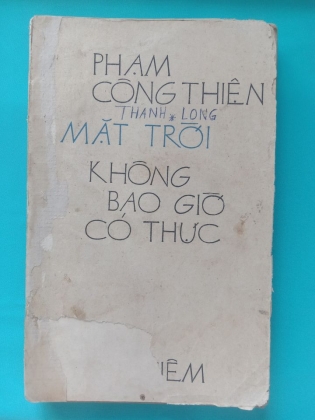 PHẠM
CÔNG THIỆN
THANH LONG
MẶT TRỜI
KHÔNG
BAO GIỜ
CÓ THỰC